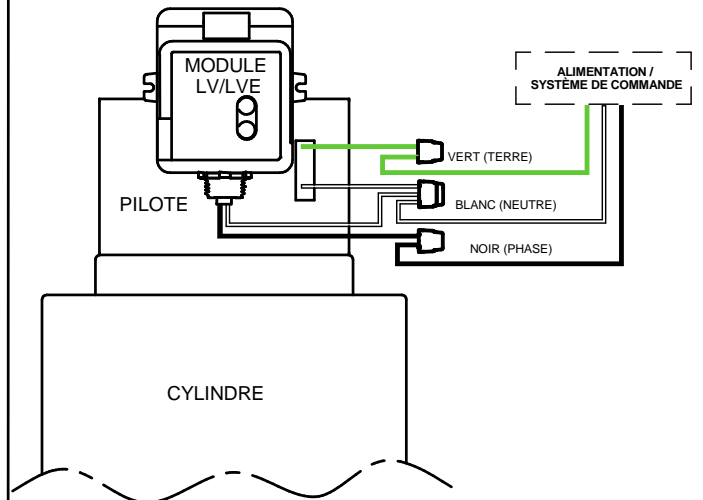 MODULE
LV/LVE
ALIMENTATION /
SYSTÈME DE COMMANDE
VERT (TERRE)
PILOTE
BLANC (NEUTRE)
NOIR (PHASE)
CYLINDRE